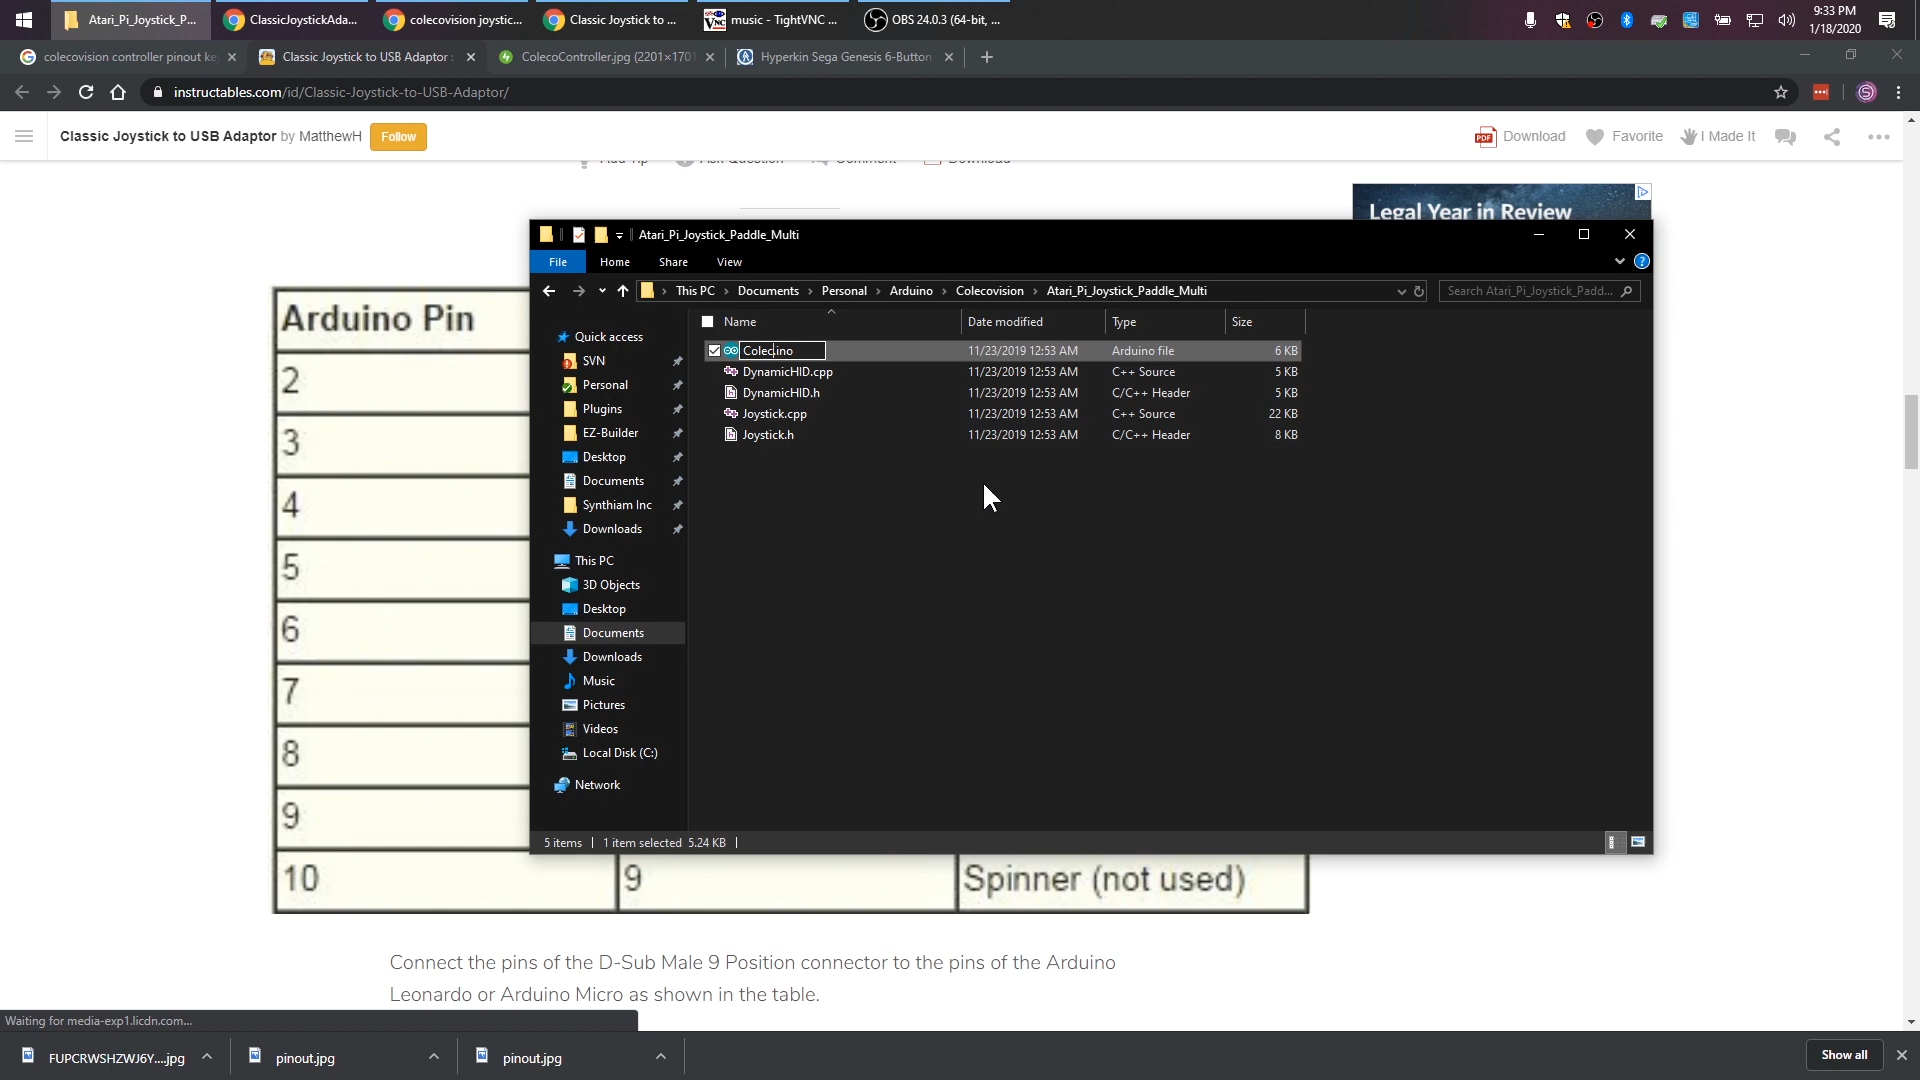 Atari_Pi_Joystick_P...
ClassicJoystickAda...
colecovision joystic...
Classic Joystick to ...
music - TightVNC ...
OBS 24.0.3 (64-bit, ...
9:33 PM
1/18/2020
colecovision controller pinout ke
Classic Joystick to USB Adaptor :
ColecoController.jpg (2201×1701
Hyperkin Sega Genesis 6-Button
instructables.com/id/Classic-Joystick-to-USB-Adaptor/
Classic Joystick to USB Adaptor by MatthewH
Follow
Download
Favorite
I Made It
Add Tip
Ask Question
Comment
Download
Legal Year in Review
Atari_Pi_Joystick_Paddle_Multi
File
Home
Share
View
This PC
Documents
Personal
Arduino
Colecovision
Atari_Pi_Joystick_Paddle_Multi
Search Atari_Pi_Joystick_Padd...
Name
Date modified
Type
Size
Colec.ino 11/23/2019 12:53 AM Arduino file 6 KB
DynamicHID.cpp 11/23/2019 12:53 AM C++ Source 5 KB
DynamicHID.h 11/23/2019 12:53 AM C/C++ Header 5 KB
Joystick.cpp 11/23/2019 12:53 AM C++ Source 22 KB
Joystick.h 11/23/2019 12:53 AM C/C++ Header 8 KB
Quick access
SVN
Personal
Plugins
EZ-Builder
Desktop
Documents
Synthiam Inc
Downloads
This PC
3D Objects
Desktop
Documents
Downloads
Music
Pictures
Videos
Local Disk (C:)
Network
5 items
1 item selected 5.24 KB
Arduino Pin
2
3
4
5
6
7
8
9
10 9 Spinner (not used)
Connect the pins of the D-Sub Male 9 Position connector to the pins of the Arduino
Leonardo or Arduino Micro as shown in the table.
Waiting for media-exp1.licdn.com...
FUPCRWSHZWJ6Y....jpg
pinout.jpg
pinout.jpg
Show all